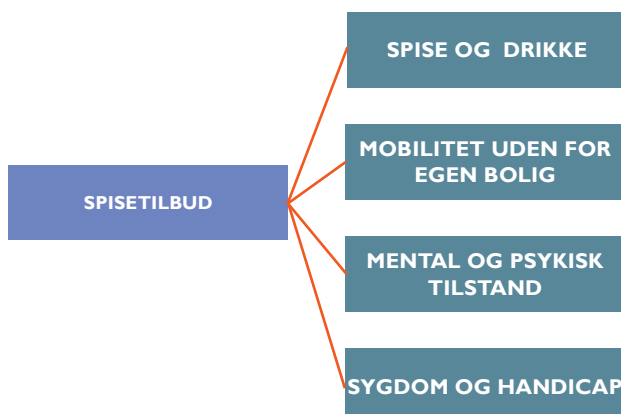 SPISE OG DRIKKE
MOBILITET UDEN FOR
EGEN BOLIG
SPISETILBUD
MENTAL OG PSYKISK
TILSTAND
SYGDOM OG HANDICAP